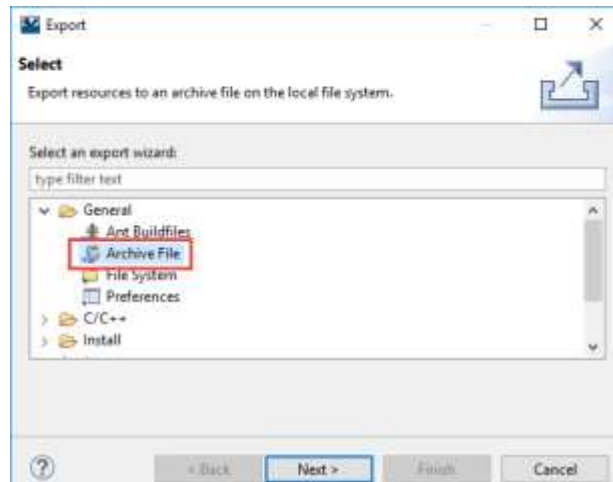 Export
Select
Export resources to an archive file on the local file system.
Select an export wizard:
type filter text
General
Ant Buildfiles
Archive File
File System
Preferences
C/C++
Install
< Back
Next >
Finish
Cancel